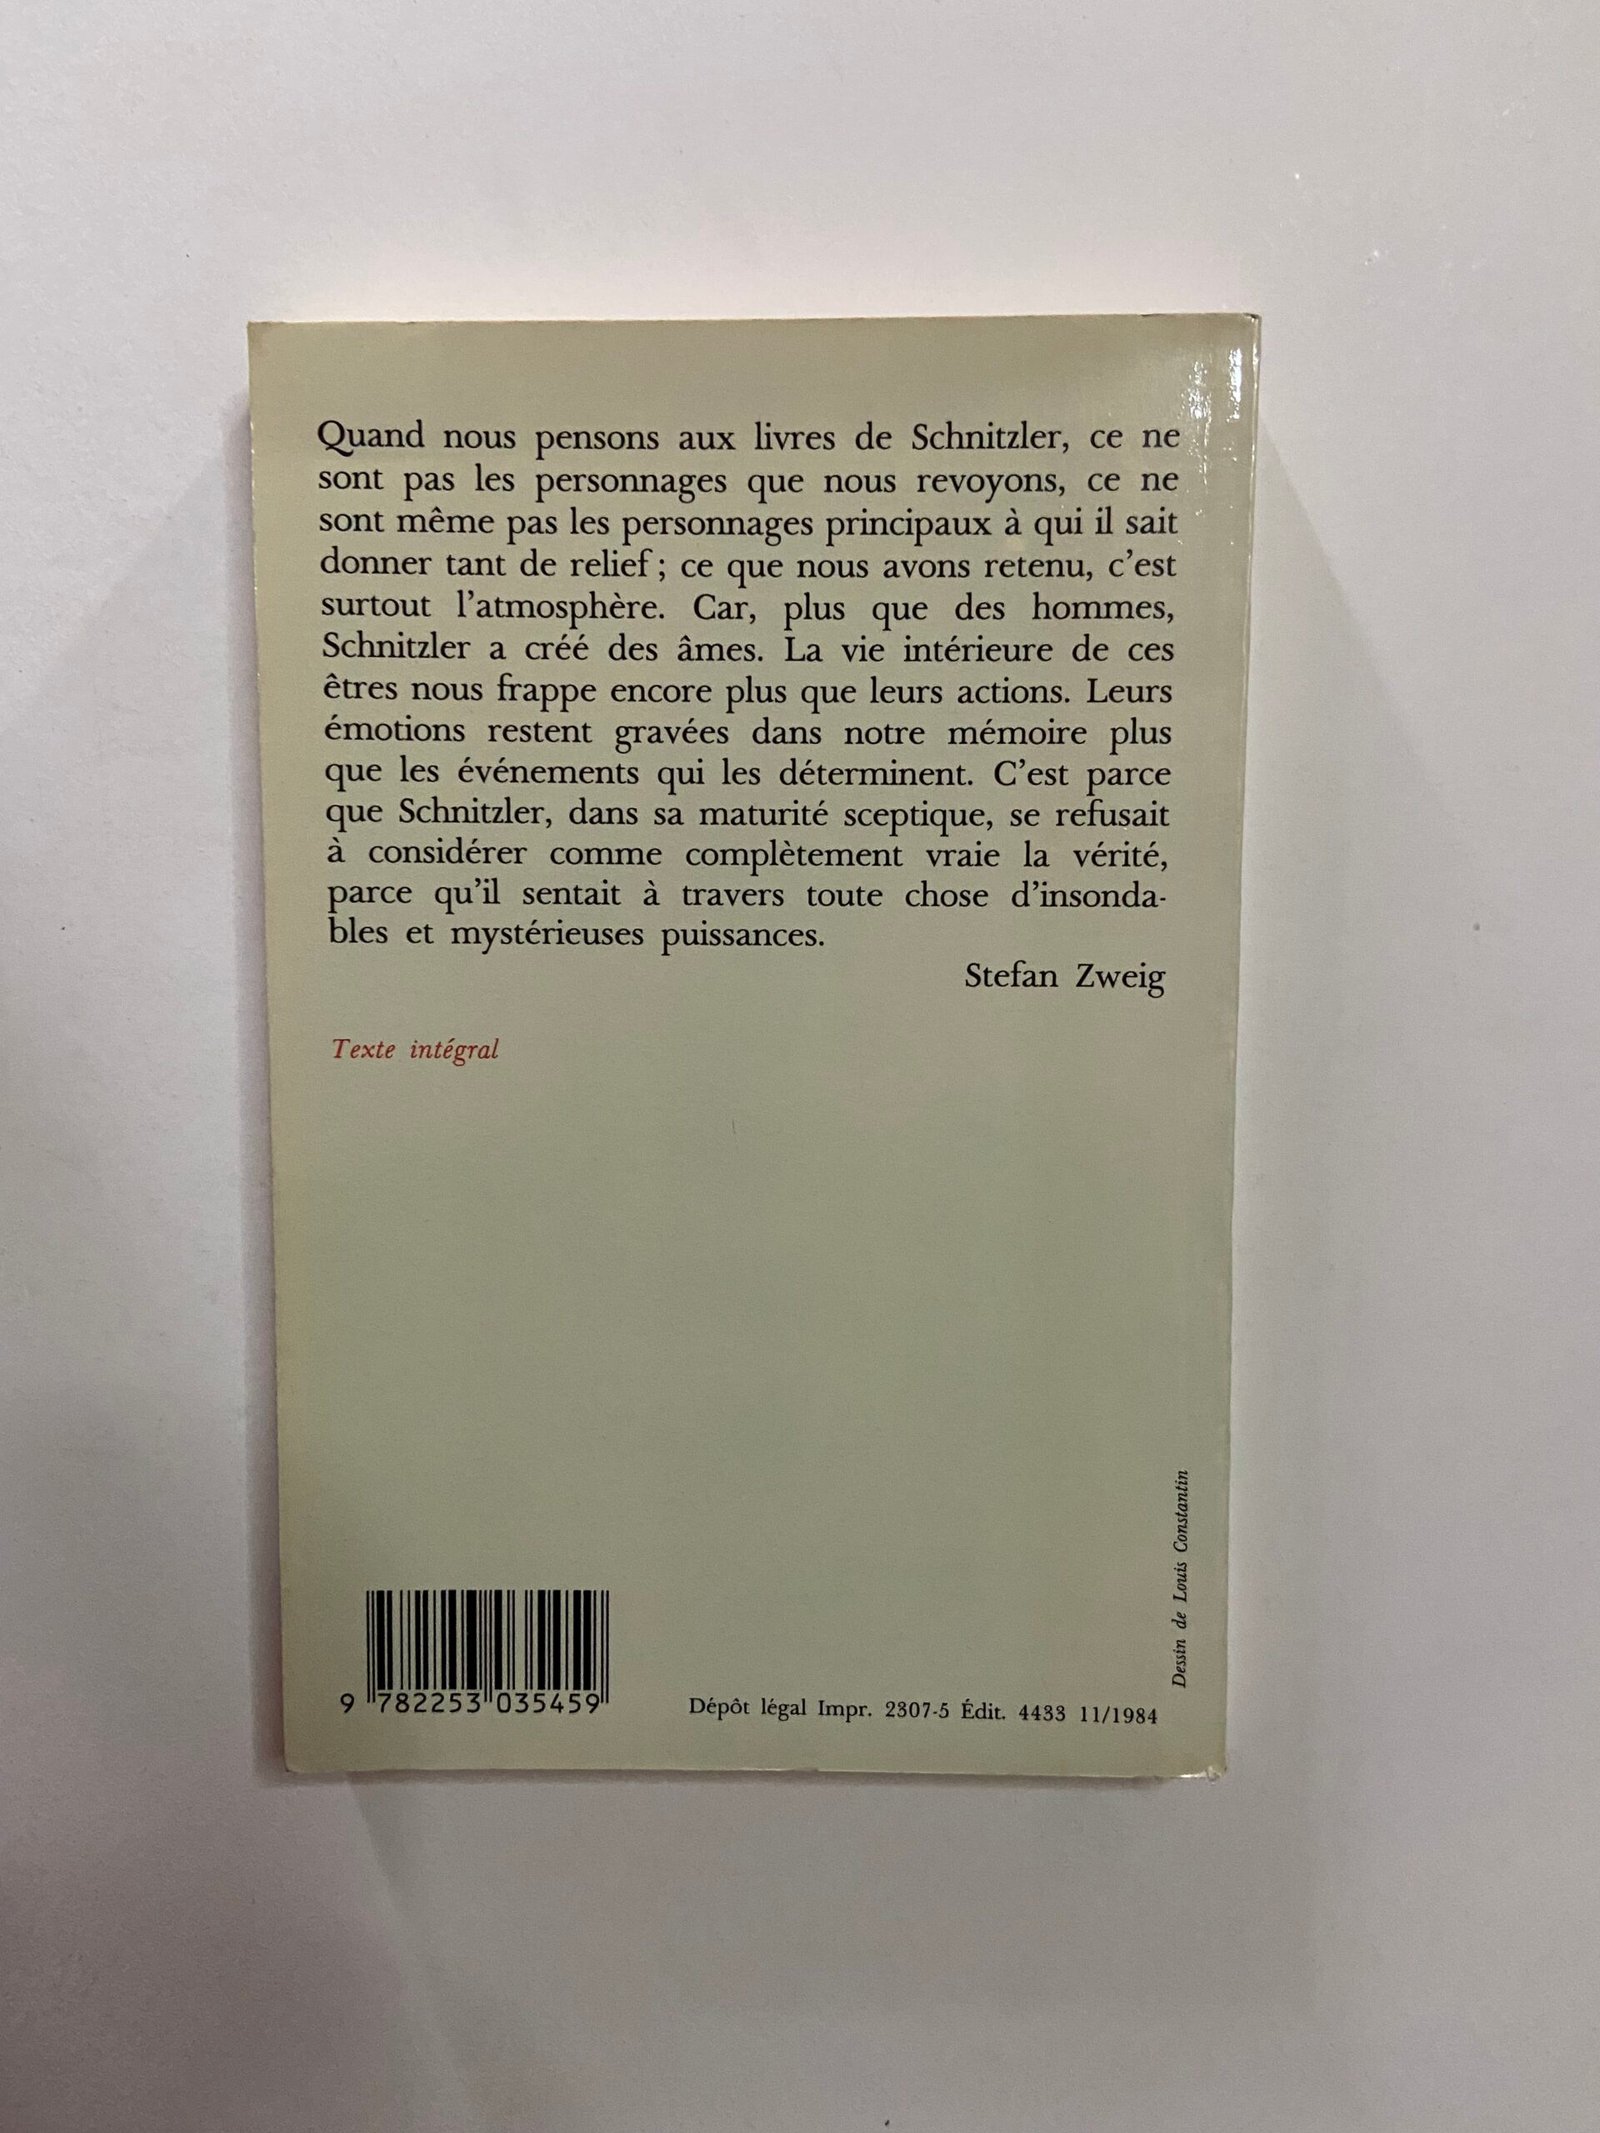 Quand nous pensons aux livres de Schnitzler, ce ne
sont pas les personnages que nous revoyons, ce ne
sont même pas les personnages principaux à qui il sait
donner tant de relief ; ce que nous avons retenu, c’est
surtout l’atmosphère. Car, plus que des hommes,
Schnitzler a créé des âmes. La vie intérieure de ces
êtres nous frappe encore plus que leurs actions. Leurs
émotions restent gravées dans notre mémoire plus
que les événements qui les déterminent. C’est parce
que Schnitzler, dans sa maturité sceptique, se refusait
à considérer comme complètement vraie la vérité,
parce qu’il sentait à travers toute chose d’insonda-
bles et mystérieuses puissances.
Stefan Zweig
Texte intégral
Dessin de Louis Constantin
9 782253 035459
Dépôt légal Impr. 2307-5 Édit. 4433 11/1984